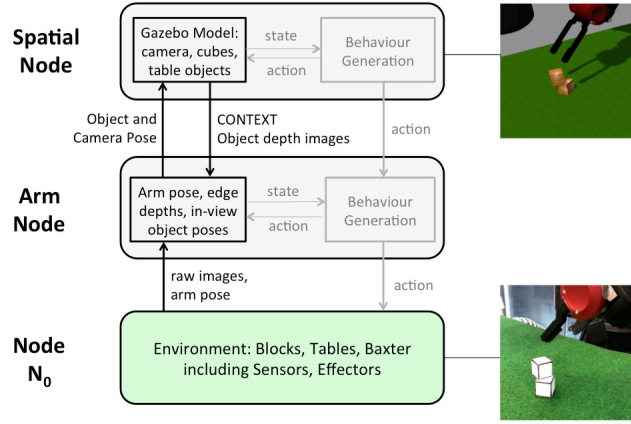 Spatial
Node
Gazebo Model:
camera, cubes,
table objects
state
action
Behaviour
Generation
Object and
Camera Pose
CONTEXT
Object depth images
action
Arm
Node
Arm pose, edge
depths, in-view
object poses
state
action
Behaviour
Generation
raw images,
arm pose
action
Node
N0
Environment: Blocks, Tables, Baxter
including Sensors, Effectors